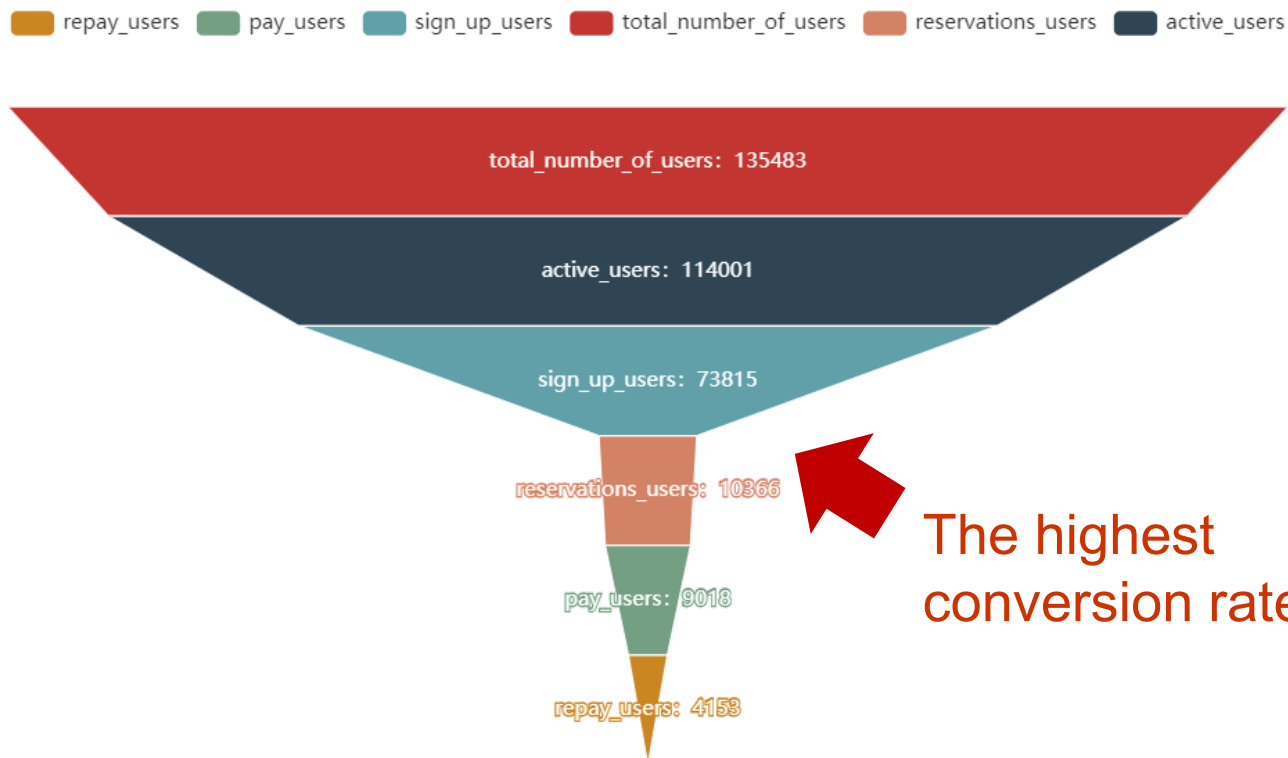 repay_users pay_users sign_up_users total_number_of_users reservations_users active_users
total_number_of_users: 135483
active_users: 114001
sign_up_users: 73815
reservations_users: 10366
pay_users: 9018
repay_users: 4153
The highest
conversion rate